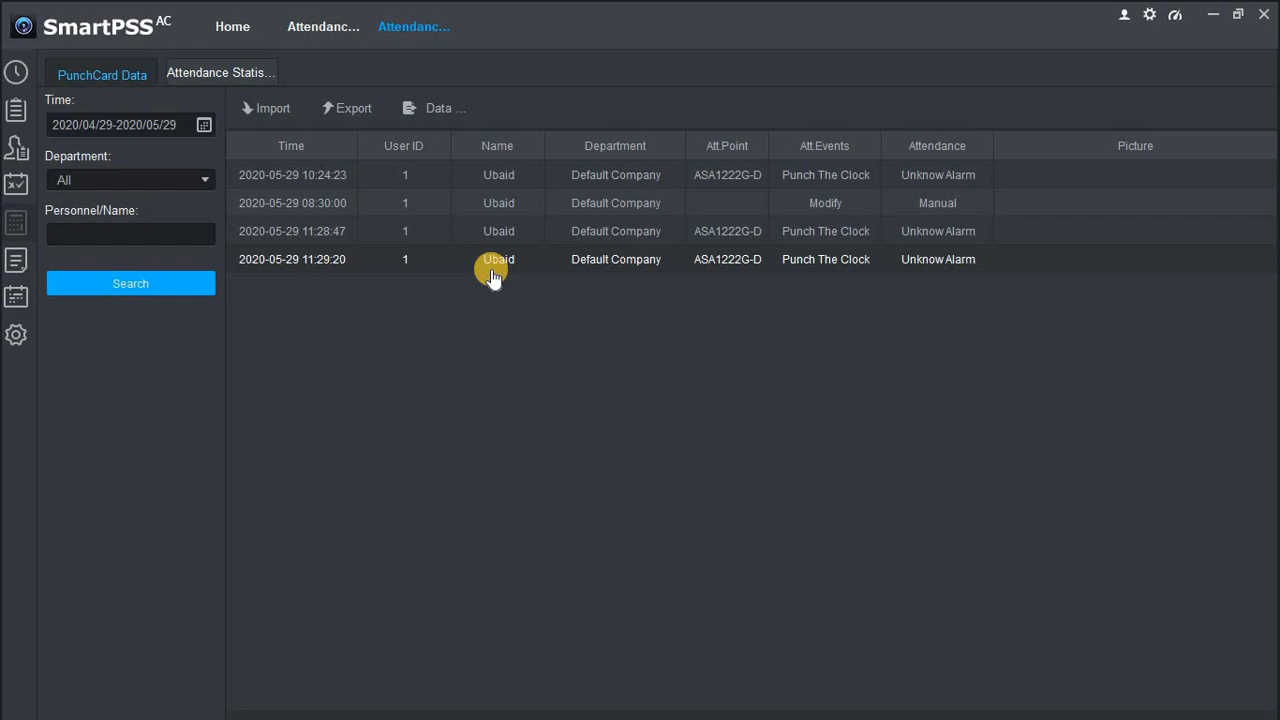 SmartPSS AC Home Attendanc... Attendanc...
PunchCard Data Attendance Statis...
Time:
2020/04/29-2020/05/29
Department:
All
Personnel/Name:
Search
Import Export Data ...
Time User ID Name Department Att.Point Att.Events Attendance Picture
2020-05-29 10:24:23 1 Ubaid Default Company ASA1222G-D Punch The Clock Unknow Alarm
2020-05-29 08:30:00 1 Ubaid Default Company Modify Manual
2020-05-29 11:28:47 1 Ubaid Default Company ASA1222G-D Punch The Clock Unknow Alarm
2020-05-29 11:29:20 1 Ubaid Default Company ASA1222G-D Punch The Clock Unknow Alarm